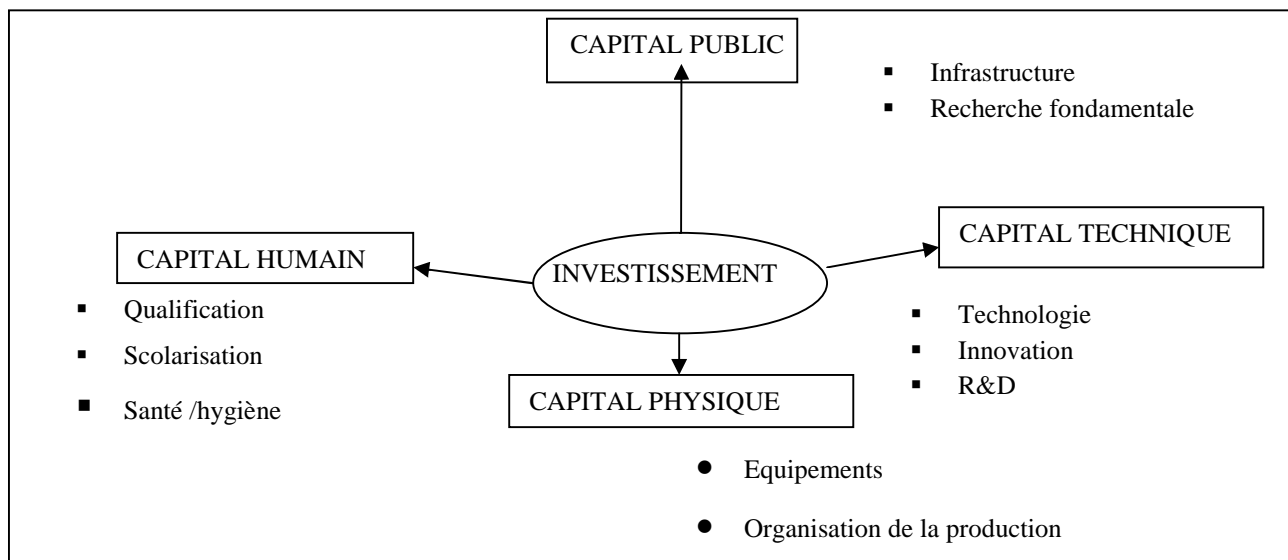 CAPITAL PUBLIC
▪ Infrastructure
▪ Recherche fondamentale
CAPITAL TECHNIQUE
CAPITAL HUMAIN
INVESTISSEMENT
▪ Qualification
▪ Scolarisation
▪ Santé /hygiène
▪ Technologie
▪ Innovation
▪ R&D
CAPITAL PHYSIQUE
● Equipements
● Organisation de la production